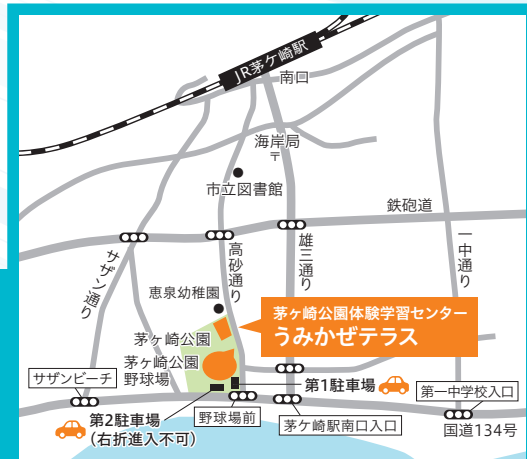 JR茅ケ崎駅
南口
海岸局
〒
市立図書館
鉄砲道
サザン通り
高砂通り
雄三通り
一中通り
恵泉幼稚園
茅ヶ崎公園体験学習センター
うみかぜテラス
茅ヶ崎公園
茅ヶ崎公園
野球場
サザンビーチ
第1駐車場
第一中学校入口
第2駐車場
(右折進入不可)
野球場前
茅ケ崎駅南口入口
国道134号